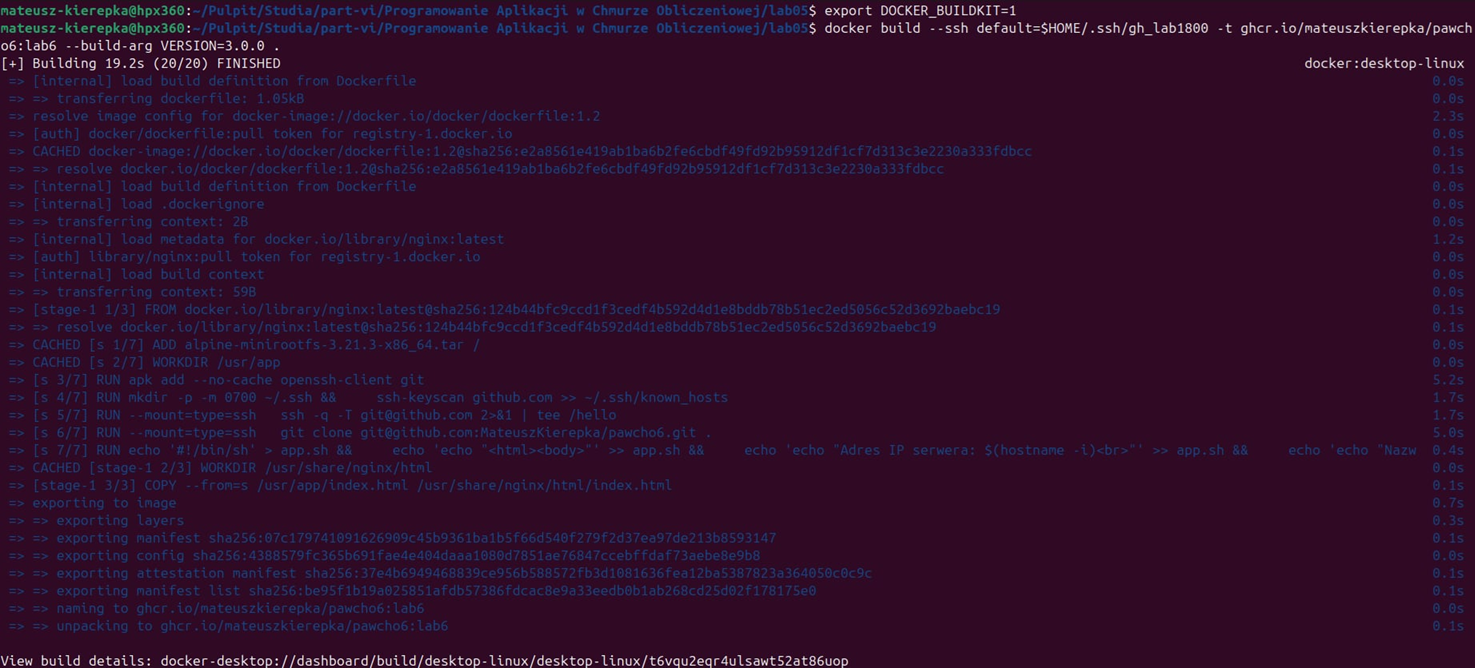 mateusz-kierepka@hpx360:~/Pulpit/Studia/part-vi/Programowanie Aplikacji w Chmurze Obliczeniowej/lab05$ export DOCKER_BUILDKIT=1
mateusz-kierepka@hpx360:~/Pulpit/Studia/part-vi/Programowanie Aplikacji w Chmurze Obliczeniowej/lab05$ docker build --ssh default=$HOME/.ssh/gh_lab1800 -t ghcr.io/mateuszkierepka/pawch
o6:lab6 --build-arg VERSION=3.0.0 .
[+] Building 19.2s (20/20) FINISHED docker:desktop-linux
=> [internal] load build definition from Dockerfile 0.0s
=> => transferring dockerfile: 1.05kB 0.0s
=> resolve image config for docker-image://docker.io/docker/dockerfile:1.2 2.3s
=> [auth] docker/dockerfile:pull token for registry-1.docker.io 0.0s
=> CACHED docker-image://docker.io/docker/dockerfile:1.2@sha256:e2a8561e419ab1ba6b2fe6cbdf49fd92b95912df1cf7d313c3e2230a333fdbcc 0.1s
=> => resolve docker.io/docker/dockerfile:1.2@sha256:e2a8561e419ab1ba6b2fe6cbdf49fd92b95912df1cf7d313c3e2230a333fdbcc 0.1s
=> [internal] load build definition from Dockerfile 0.0s
=> [internal] load .dockerignore 0.0s
=> => transferring context: 2B 0.0s
=> [internal] load metadata for docker.io/library/nginx:latest 1.2s
=> [auth] library/nginx:pull token for registry-1.docker.io 0.0s
=> [internal] load build context 0.0s
=> => transferring context: 59B 0.0s
=> [stage-1 1/3] FROM docker.io/library/nginx:latest@sha256:124b44bfc9ccd1f3cedf4b592d4d1e8bddb78b51ec2ed5056c52d3692baebc19 0.1s
=> => resolve docker.io/library/nginx:latest@sha256:124b44bfc9ccd1f3cedf4b592d4d1e8bddb78b51ec2ed5056c52d3692baebc19 0.1s
=> CACHED [s 1/7] ADD alpine-minirootfs-3.21.3-x86_64.tar / 0.0s
=> CACHED [s 2/7] WORKDIR /usr/app 0.0s
=> [s 3/7] RUN apk add --no-cache openssh-client git 5.2s
=> [s 4/7] RUN mkdir -p -m 0700 ~/.ssh && ssh-keyscan github.com >> ~/.ssh/known_hosts 1.7s
=> [s 5/7] RUN --mount=type=ssh ssh -q -T git@github.com 2>&1 | tee /hello 1.7s
=> [s 6/7] RUN --mount=type=ssh git clone git@github.com:MateuszKierepka/pawcho6.git . 5.0s
=> [s 7/7] RUN echo '#!/bin/sh' > app.sh && echo 'echo "<html><body>"' >> app.sh && echo 'echo "Adres IP serwera: $(hostname -i)<br>"' >> app.sh && echo 'echo "Nazw 0.4s
=> CACHED [stage-1 2/3] WORKDIR /usr/share/nginx/html 0.0s
=> [stage-1 3/3] COPY --from=s /usr/app/index.html /usr/share/nginx/html/index.html 0.1s
=> exporting to image 0.7s
=> => exporting layers 0.3s
=> => exporting manifest sha256:07c179741091626909c45b9361ba1b5f66d540f279f2d37ea97de213b8593147 0.1s
=> => exporting config sha256:4388579fc365b691fae4e404daaa1080d7851ae76847ccebffdaf73aebe8e9b8 0.0s
=> => exporting attestation manifest sha256:37e4b6949468839ce956b588572fb3d1081636fea12ba5387823a364050c0c9c 0.1s
=> => exporting manifest list sha256:be95f1b19a025851afdb57386fdcac8e9a33eedb0b1ab268cd25d02f178175e0 0.1s
=> => naming to ghcr.io/mateuszkierepka/pawcho6:lab6 0.0s
=> => unpacking to ghcr.io/mateuszkierepka/pawcho6:lab6 0.1s
View build details: docker-desktop://dashboard/build/desktop-linux/desktop-linux/t6vqu2eqr4ulsawt52at86uop